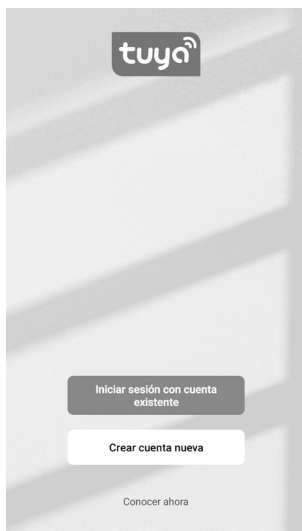 tuya
Iniciar sesión con cuenta
existente
Crear cuenta nueva
Conocer ahora